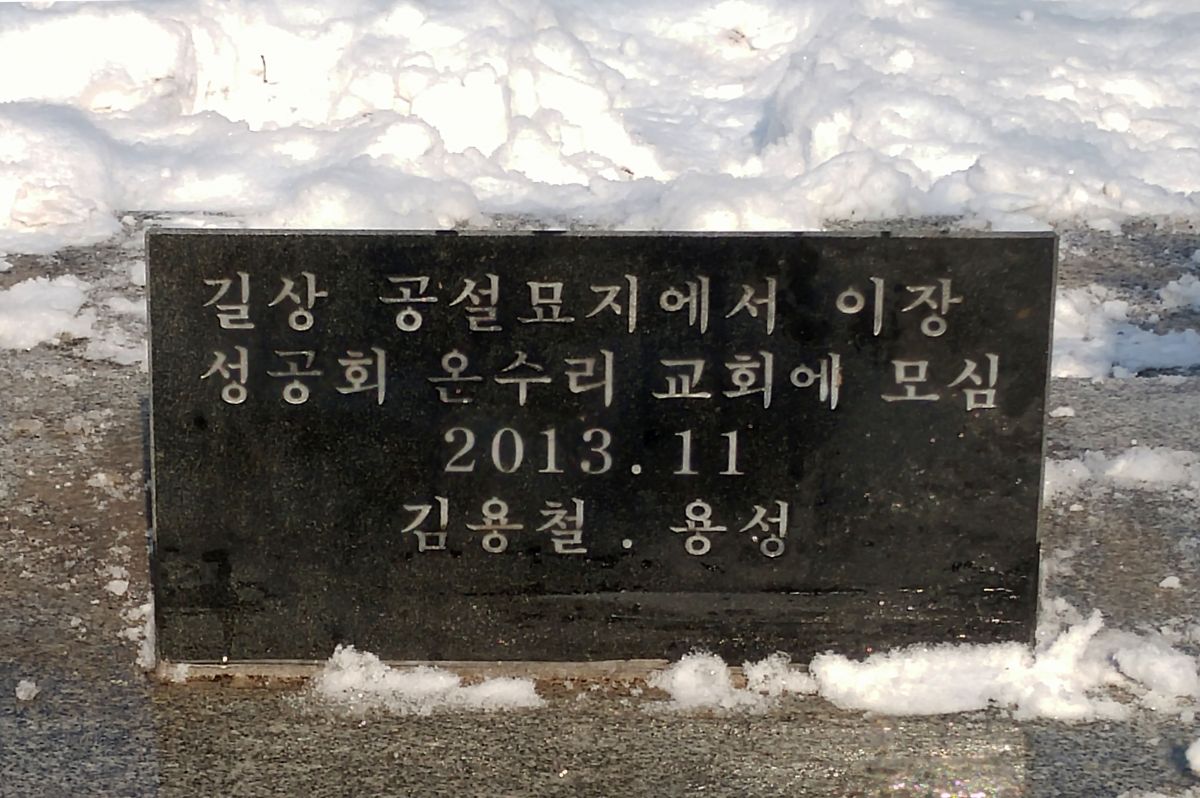 길상 공설묘지에서 이장
성공회 온수리 교회에 모심
2013.11
김용철.용성